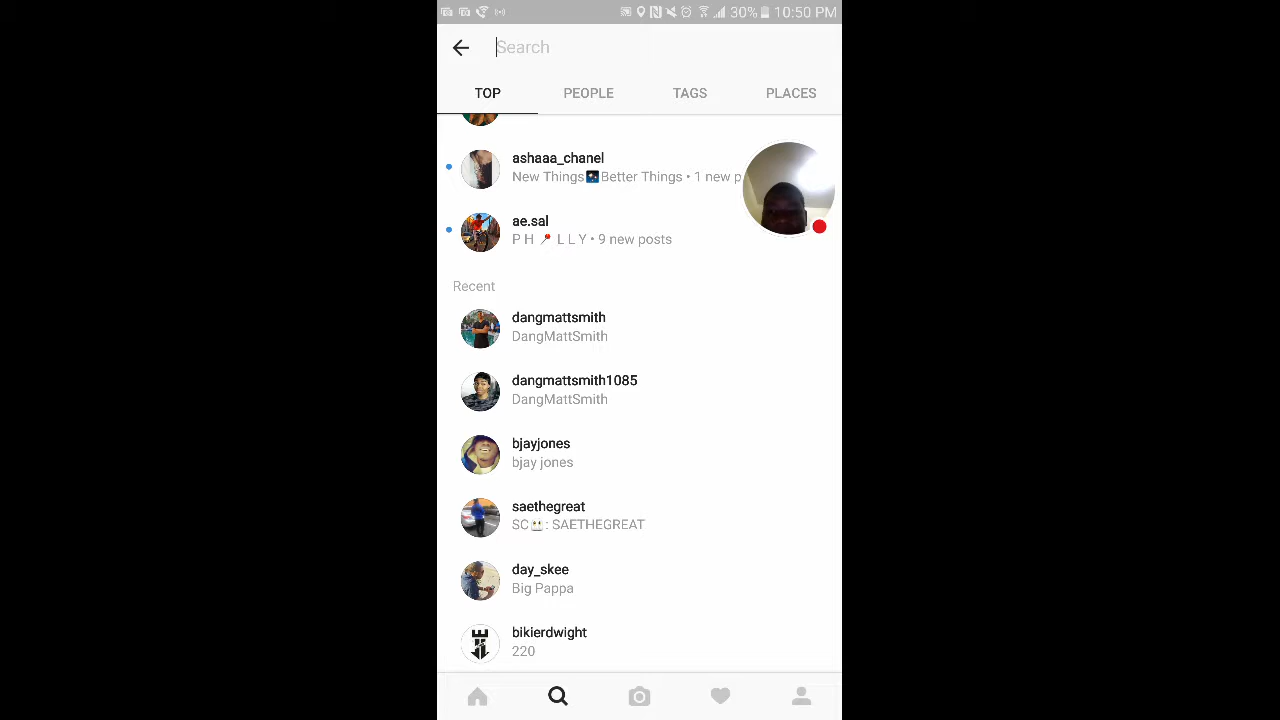 30% 10:50 PM
Search
TOP PEOPLE TAGS PLACES
ashaaa_chanel
New Things🌃Better Things • 1 new p
ae.sal
P H 📍 L L Y • 9 new posts
Recent
dangmattsmith
DangMattSmith
dangmattsmith1085
DangMattSmith
bjayjones
bjay jones
saethegreat
SC👀: SAETHEGREAT
day_skee
Big Pappa
bikierdwight
220